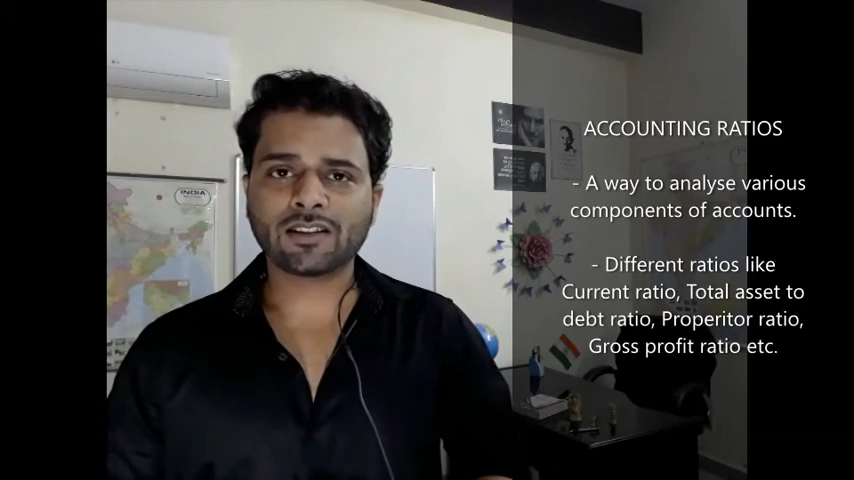 INDIA
ACCOUNTING RATIOS
- A way to analyse various
components of accounts.
- Different ratios like
Current ratio, Total asset to
debt ratio, Properitor ratio,
Gross profit ratio etc.